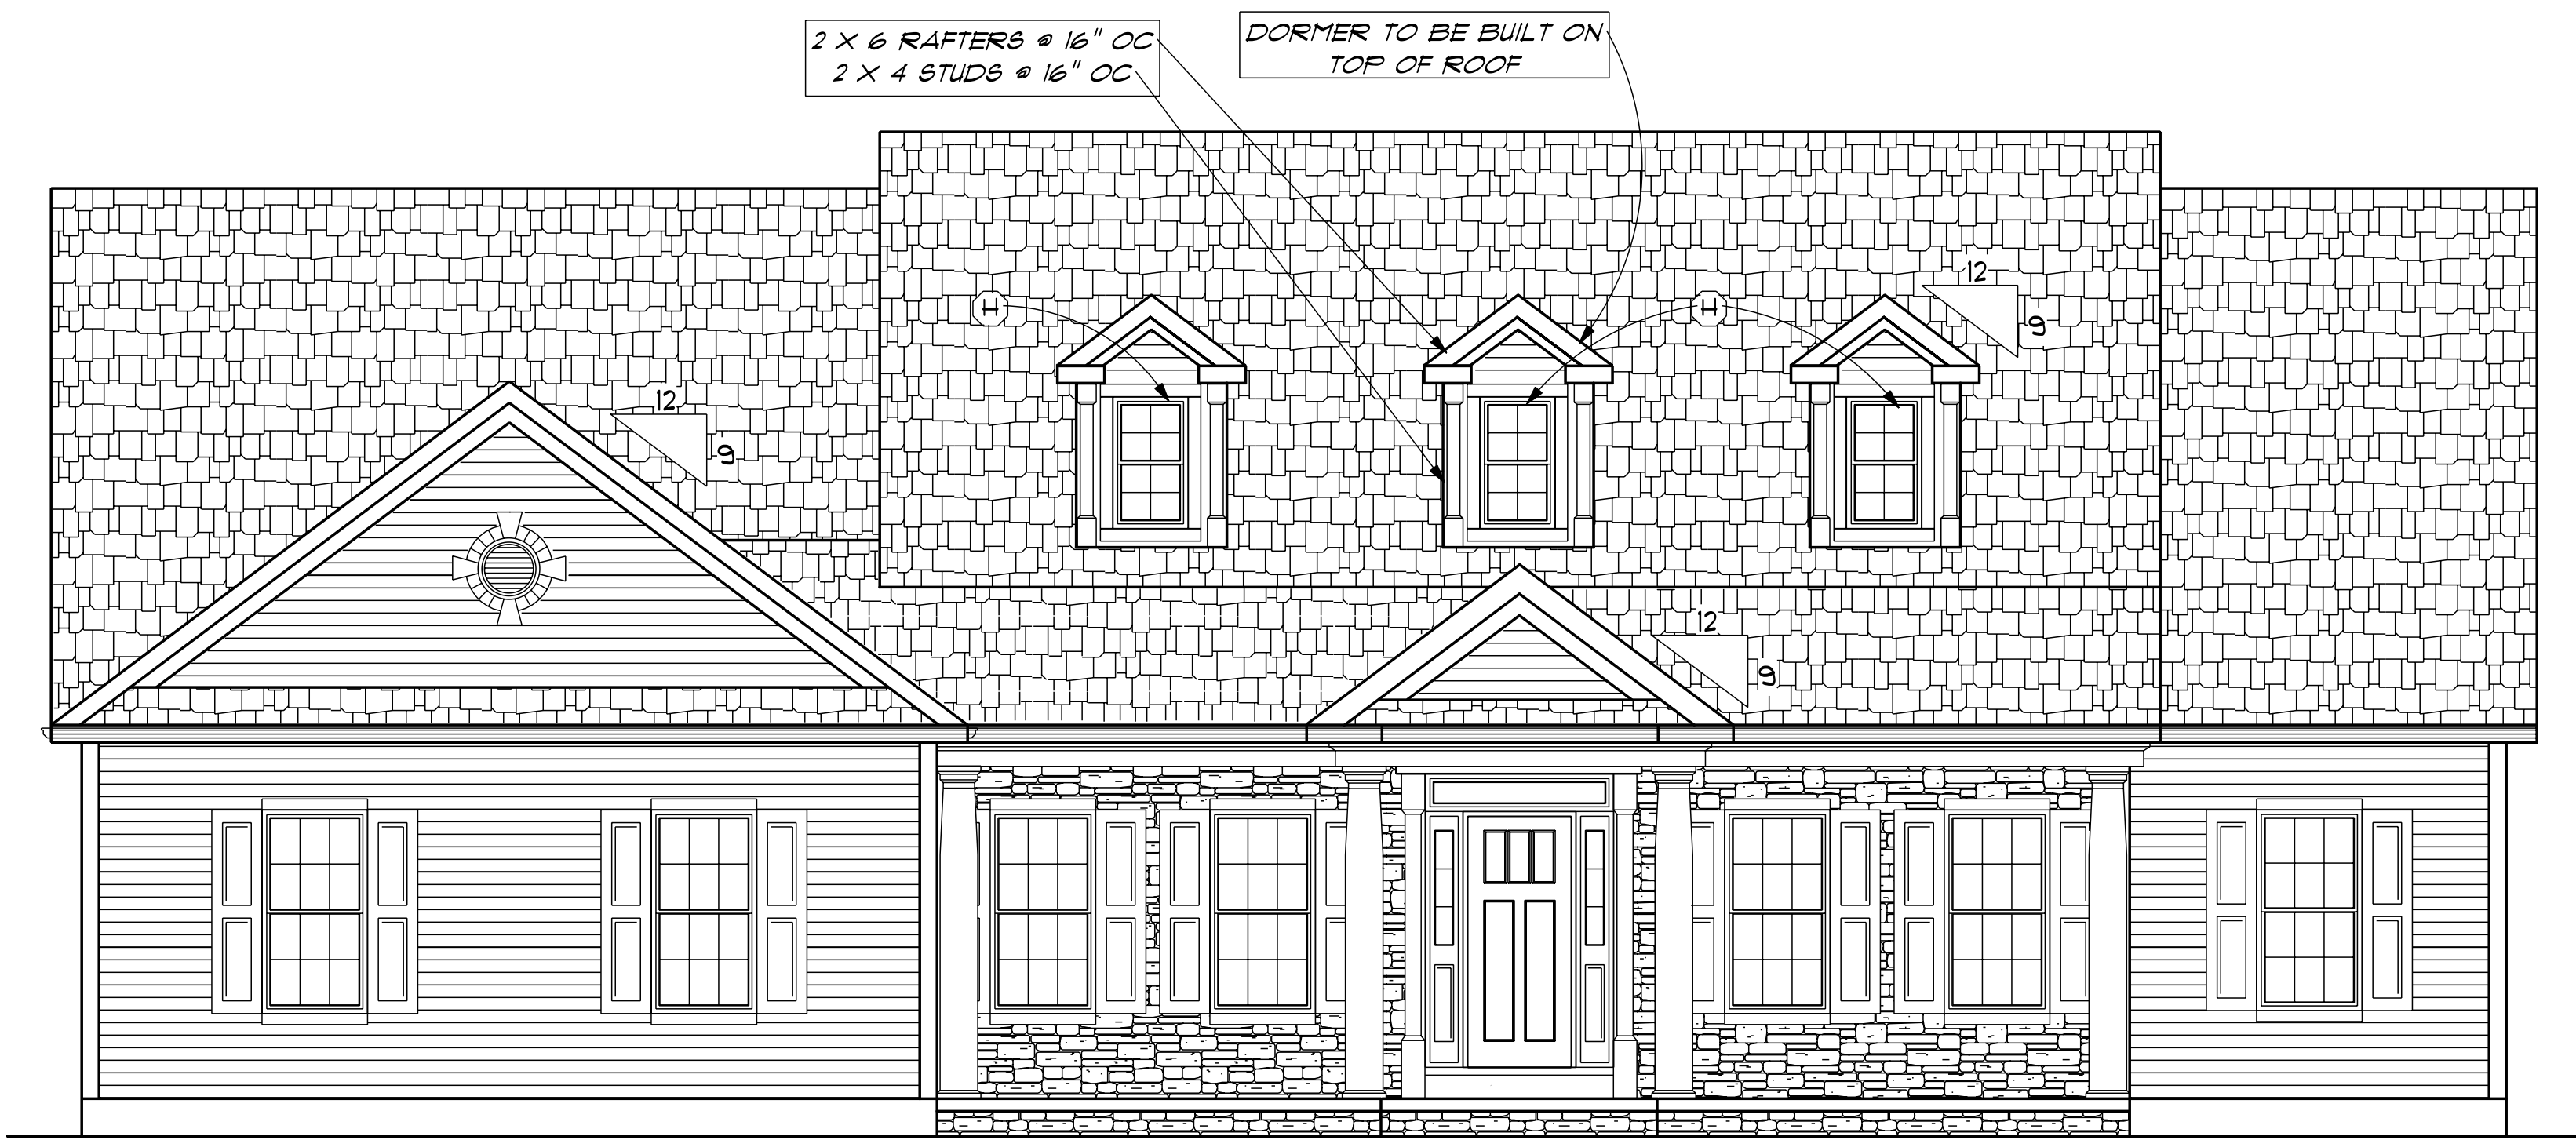 2 X 6 RAFTERS @ 16" OC
2 X 4 STUDS @ 16" OC
DORMER TO BE BUILT ON
TOP OF ROOF
12
9
H
H
12
9
12
9